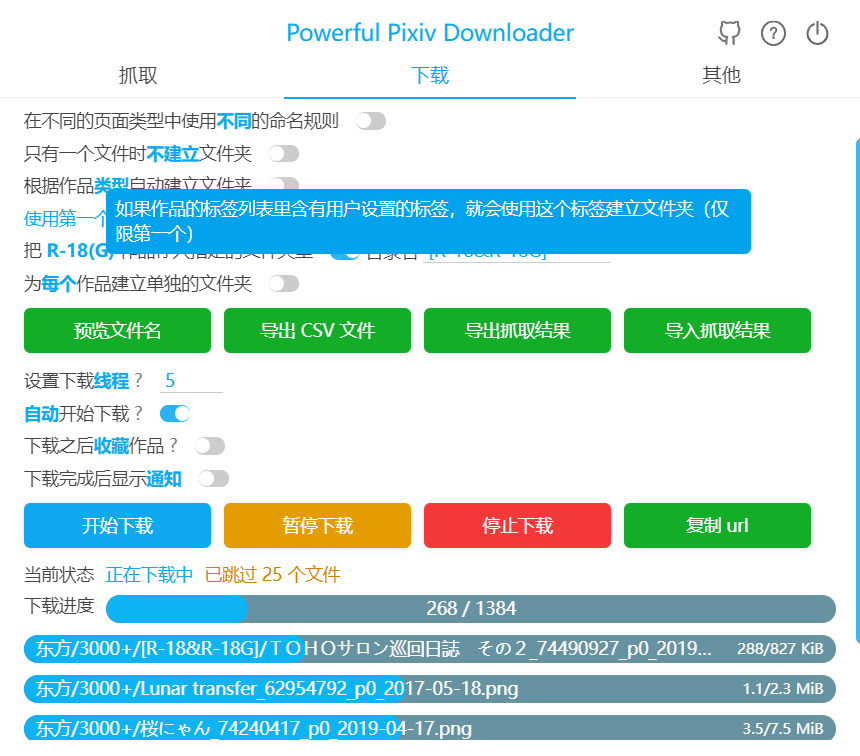 Powerful Pixiv Downloader
抓取 下载 其他
在不同的页面类型中使用不同的命名规则
只有一个文件时不建立文件夹
根据作品类型自动建立文件夹
如果作品的标签列表里含有用户设置的标签，就会使用这个标签建立文件夹（仅
使用第一个
限第一个）
把 R-18(G) 作品存入指定的文件夹里 目录名 [R-18&R-18G]
为每个作品建立单独的文件夹
预览文件名 导出 CSV 文件 导出抓取结果 导入抓取结果
设置下载线程？ 5
自动开始下载？
下载之后收藏作品？
下载完成后显示通知
开始下载 暂停下载 停止下载 复制 url
当前状态 正在下载中 已跳过 25 个文件
下载进度 268 / 1384
东方/3000+/[R-18&R-18G]/ＴＯＨＯサロン巡回日誌　その２_74490927_p0_2019... 288/827 KiB
东方/3000+/Lunar transfer_62954792_p0_2017-05-18.png 1.1/2.3 MiB
东方/3000+/桜にゃん_74240417_p0_2019-04-17.png 3.5/7.5 MiB